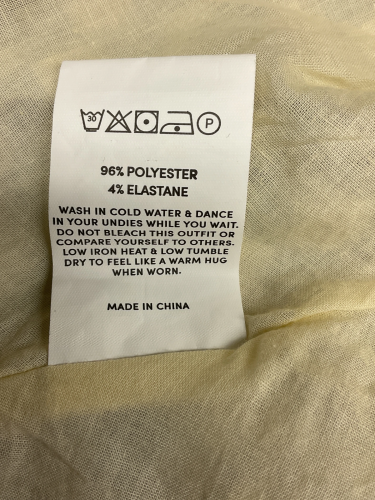 30 P
96% POLYESTER
4% ELASTANE
WASH IN COLD WATER & DANCE
IN YOUR UNDIES WHILE YOU WAIT.
DO NOT BLEACH THIS OUTFIT OR
COMPARE YOURSELF TO OTHERS.
LOW IRON HEAT & LOW TUMBLE
DRY TO FEEL LIKE A WARM HUG
WHEN WORN.
MADE IN CHINA